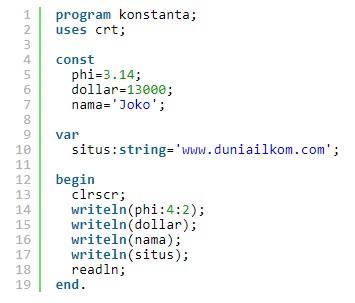 1 program konstanta;
2 uses crt;
3
4 const
5 phi=3.14;
6 dollar=13000;
7 nama='Joko';
8
9 var
10 situs:string='www.duniailkom.com';
11
12 begin
13 clrscr;
14 writeln(phi:4:2);
15 writeln(dollar);
16 writeln(nama);
17 writeln(situs);
18 readln;
19 end.